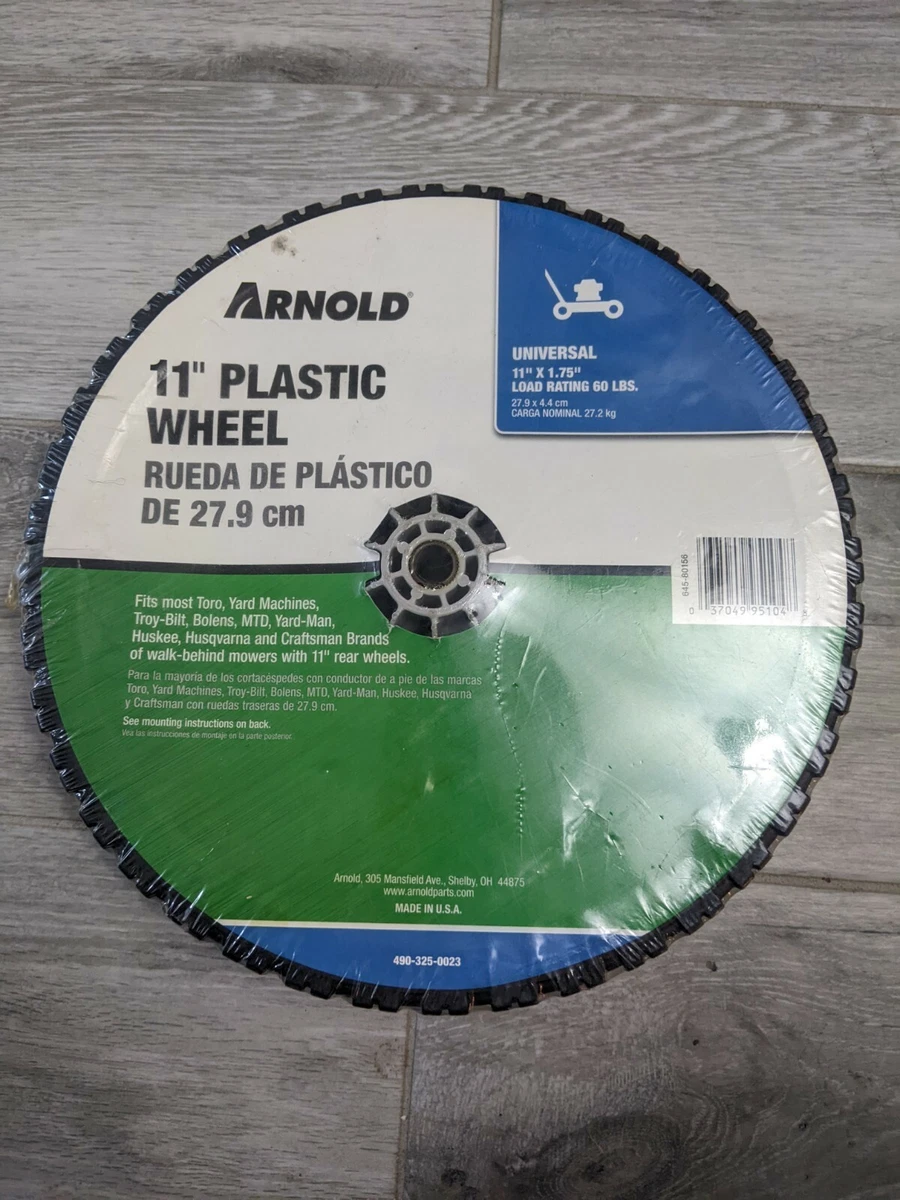 ARNOLD®
11" PLASTIC
WHEEL
RUEDA DE PLÁSTICO
DE 27.9 cm
UNIVERSAL
11" X 1.75"
LOAD RATING 60 LBS.
27.9 x 4.4 cm
CARGA NOMINAL 27.2 kg
645-80156
0 37049 95104
Fits most Toro, Yard Machines,
Troy-Bilt, Bolens, MTD, Yard-Man,
Huskee, Husqvarna and Craftsman Brands
of walk-behind mowers with 11" rear wheels.
Para la mayoría de los cortacéspedes con conductor de a pie de las marcas
Toro, Yard Machines, Troy-Bilt, Bolens, MTD, Yard-Man, Huskee, Husqvarna
y Craftsman con ruedas traseras de 27.9 cm.
See mounting instructions on back.
Vea las instrucciones de montaje en la parte posterior.
Arnold, 305 Mansfield Ave., Shelby, OH 44875
www.arnoldparts.com
MADE IN U.S.A.
490-325-0023